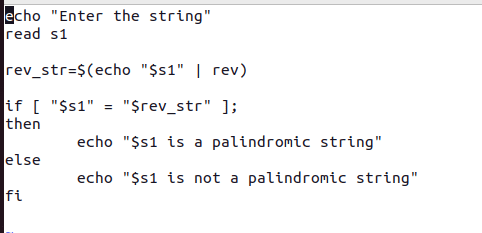 echo "Enter the string"
read s1
rev_str=$(echo "$s1" | rev)
if [ "$s1" = "$rev_str" ];
then
        echo "$s1 is a palindromic string"
else
        echo "$s1 is not a palindromic string"
fi
~